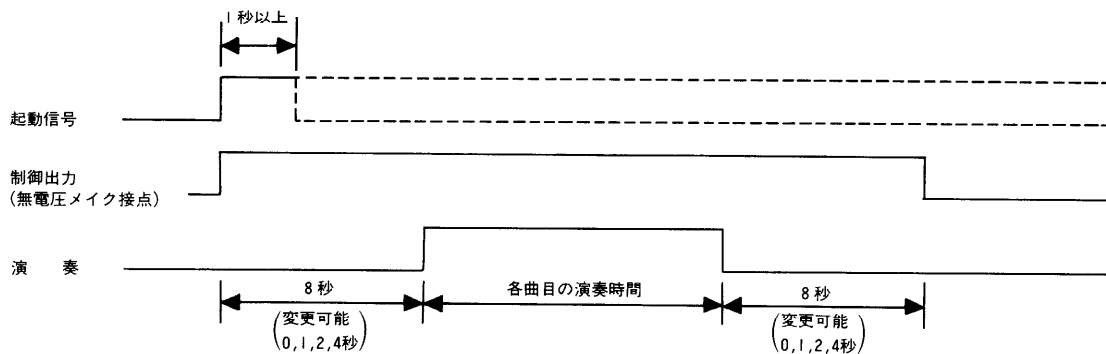 1秒以上
起動信号
制御出力
(無電圧メイク接点)
演 奏
8秒
(変更可能
0,1,2,4秒)
各曲目の演奏時間
8秒
(変更可能
0,1,2,4秒)